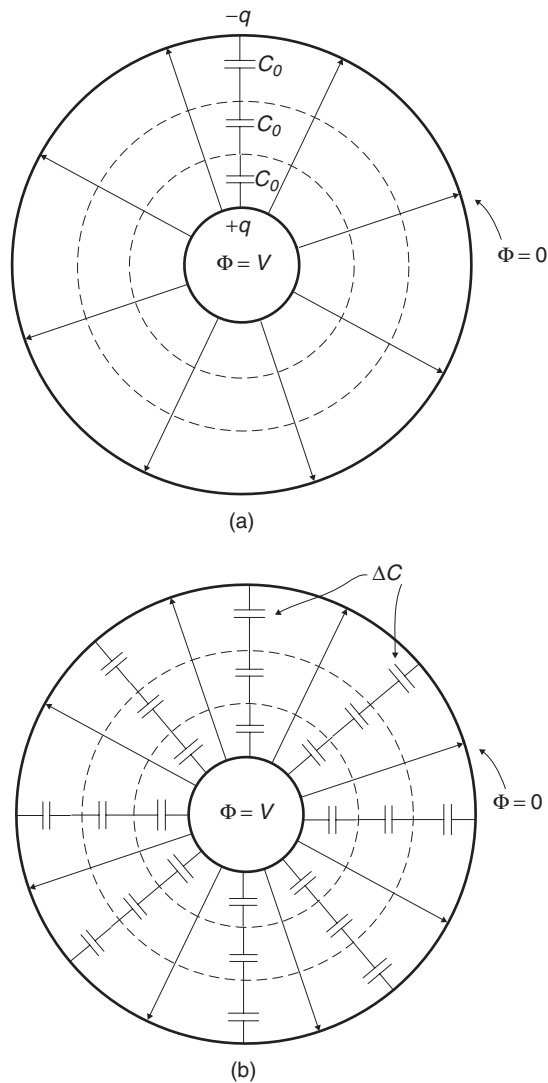 −q
C₀
C₀
C₀
+q
Φ = V
Φ = 0
(a)
ΔC
Φ = V
Φ = 0
(b)